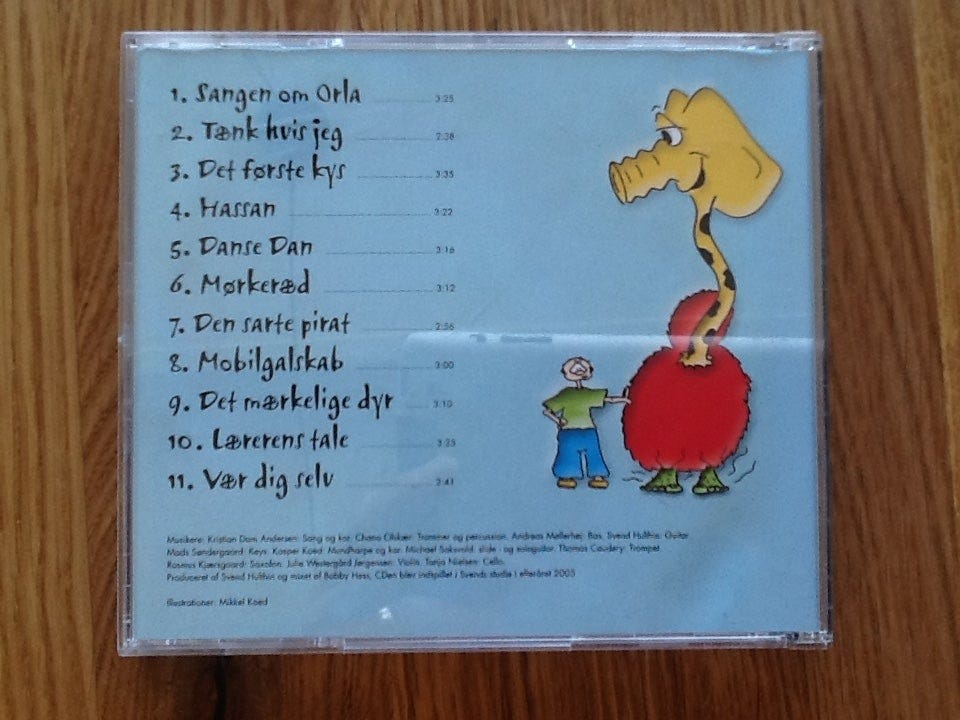 1. Sangen om Orla 3:25
2. Tænk hvis jeg 2:38
3. Det første kys 3:35
4. Hassan 3:22
5. Danse Dan 3:16
6. Mørkeræd 3:12
7. Den sarte pirat 2:56
8. Mobilgalskab 3:00
9. Det mærkelige dyr 3:10
10. Lærerens tale 3:23
11. Vær dig selv 2:41
Musikere: Kristian Dam Andersen: Sang og kor. Chano Olskær: Trommer og percussion. Andreas Møllerhøj: Bas. Svend Hulthin: Guitar
Mads Søndergaard: Keys. Kasper Koed: Mundharpe og kor. Michael slide - og steinguitar. Thomas Caudery: Trompet
Rasmus Kjærsgaard: Saxofon. Julie Westergård Jørgensen: Violin. Tanja Nielsen: Cello.
Produceret af Svend Hulthin og mixet af Bobby Hess, CDen blev indspillet i Svends studie i efteråret 2005
Illustrationer: Mikkel Koed